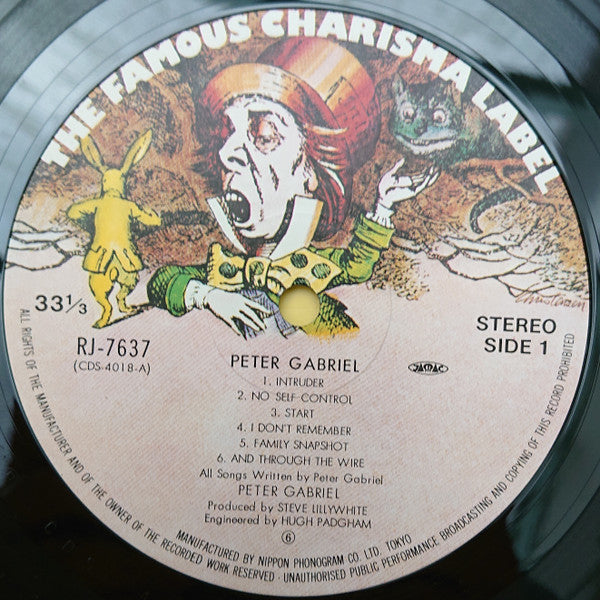 THE FAMOUS CHARISMA LABEL
33 1/3
STEREO
SIDE 1
RJ-7637
(CDS-4018-A)
JASRAC
PETER GABRIEL
1. INTRUDER
2. NO SELF-CONTROL
3. START
4. I DON'T REMEMBER
5. FAMILY SNAPSHOT
6. AND THROUGH THE WIRE
All Songs Written by Peter Gabriel
PETER GABRIEL
Produced by STEVE LILLYWHITE
Engineered by HUGH PADGHAM
6
MANUFACTURED BY NIPPON PHONOGRAM CO. LTD. TOKYO
ALL RIGHTS OF THE MANUFACTURER AND OF THE OWNER OF THE RECORDED WORK RESERVED - UNAUTHORISED PUBLIC PERFORMANCE BROADCASTING AND COPYING OF THIS RECORD PROHIBITED